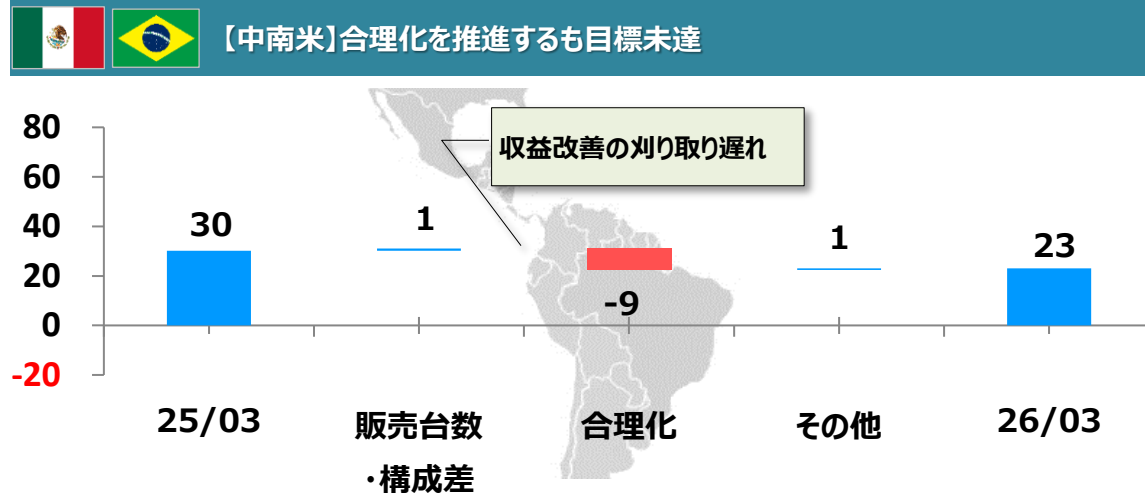 【中南米】合理化を推進するも目標未達
収益改善の刈り取り遅れ
80
60
40
20
0
-20
30
1
-9
1
23
25/03
販売台数
・構成差
合理化
その他
26/03